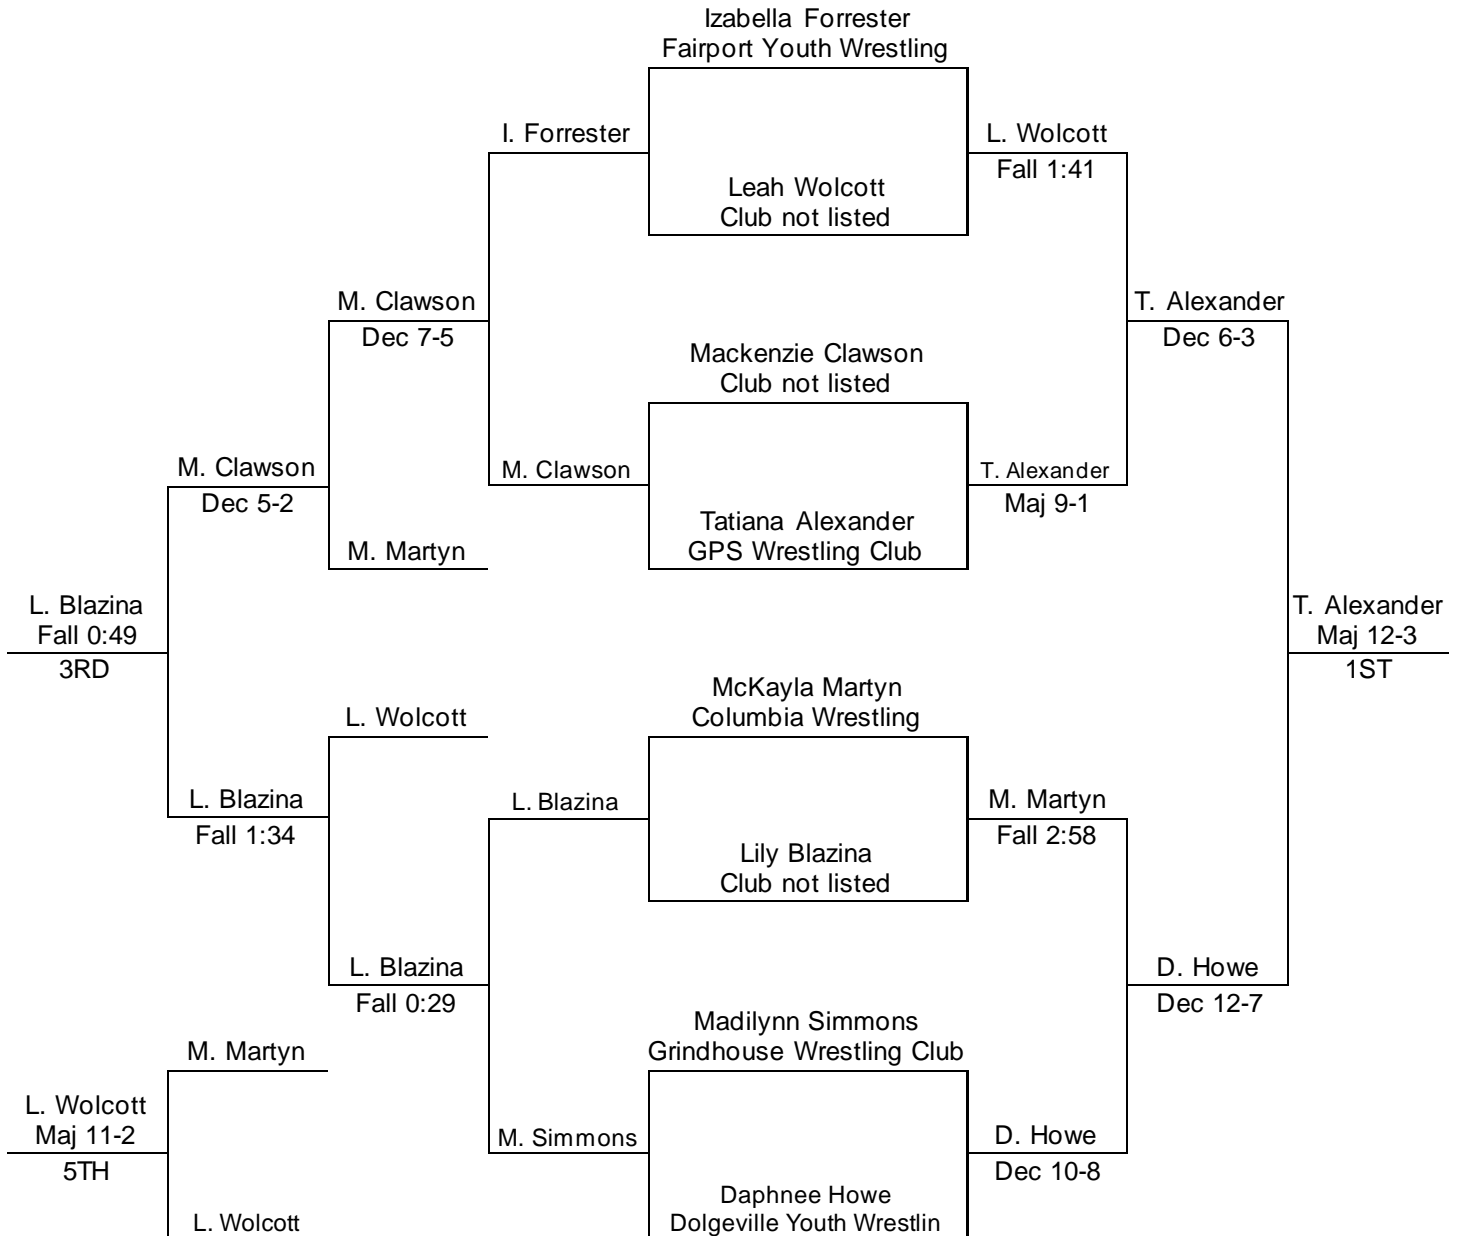 Izabella Forrester
Fairport Youth Wrestling
I. Forrester
L. Wolcott
Fall 1:41
Leah Wolcott
Club not listed
M. Clawson
Dec 7-5
T. Alexander
Dec 6-3
Mackenzie Clawson
Club not listed
M. Clawson
Dec 5-2
M. Clawson
T. Alexander
Maj 9-1
Tatiana Alexander
GPS Wrestling Club
M. Martyn
L. Blazina
Fall 0:49
3RD
T. Alexander
Maj 12-3
1ST
McKayla Martyn
Columbia Wrestling
L. Wolcott
L. Blazina
Fall 1:34
L. Blazina
M. Martyn
Fall 2:58
Lily Blazina
Club not listed
L. Blazina
Fall 0:29
D. Howe
Dec 12-7
Madilynn Simmons
Grindhouse Wrestling Club
M. Martyn
L. Wolcott
Maj 11-2
5TH
M. Simmons
D. Howe
Dec 10-8
L. Wolcott
Daphnee Howe
Dolgeville Youth Wrestlin